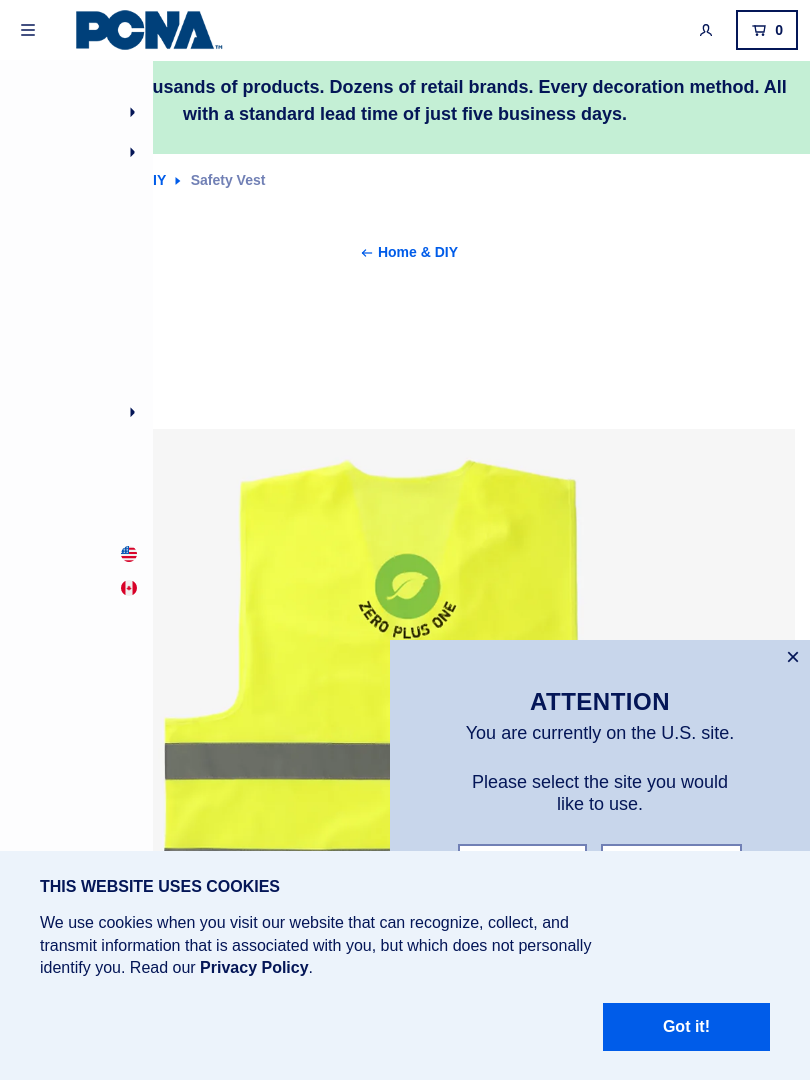 PCNA™
0
usands of products. Dozens of retail brands. Every decoration method. All
with a standard lead time of just five business days.
IY
Safety Vest
Home & DIY
ZERO PLUS ONE
ATTENTION
You are currently on the U.S. site.
Please select the site you would
like to use.
THIS WEBSITE USES COOKIES
We use cookies when you visit our website that can recognize, collect, and
transmit information that is associated with you, but which does not personally
identify you. Read our Privacy Policy.
Got it!